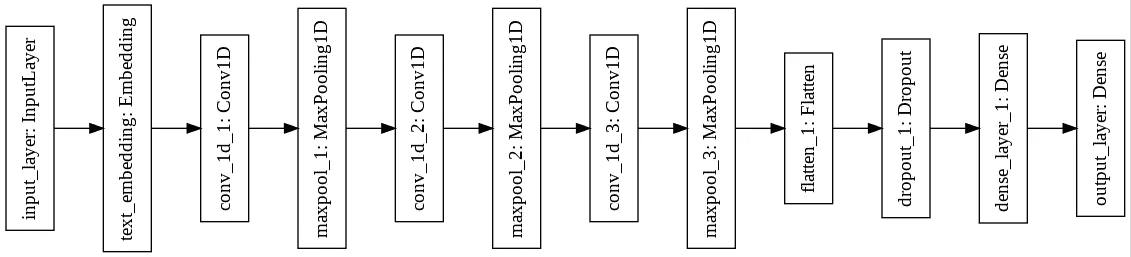 input_layer: InputLayer
text_embedding: Embedding
conv_1d_1: Conv1D
maxpool_1: MaxPooling1D
conv_1d_2: Conv1D
maxpool_2: MaxPooling1D
conv_1d_3: Conv1D
maxpool_3: MaxPooling1D
flatten_1: Flatten
dropout_1: Dropout
dense_layer_1: Dense
output_layer: Dense